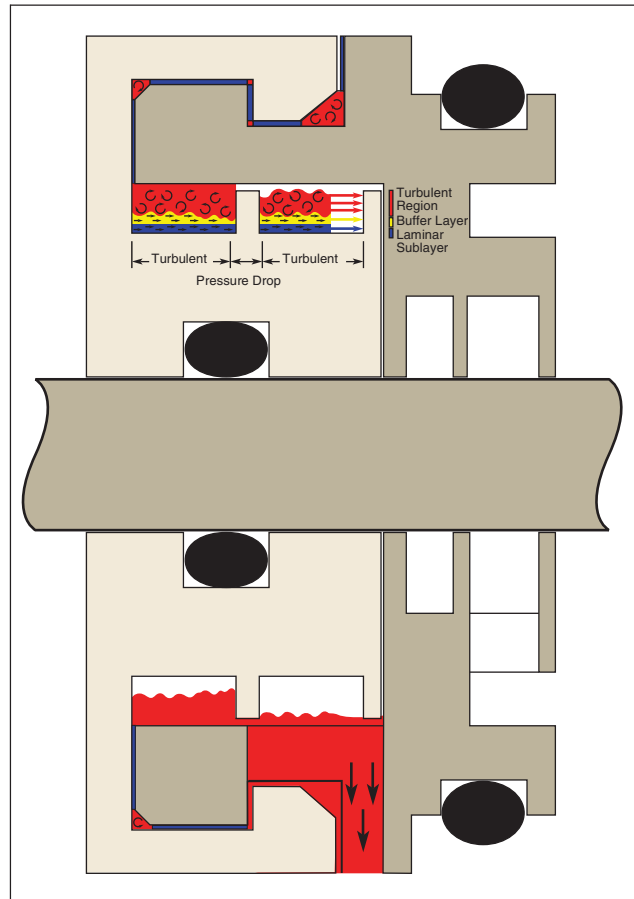 Turbulent
Region
Buffer Layer
Laminar
Sublayer
Turbulent Turbulent
Pressure Drop